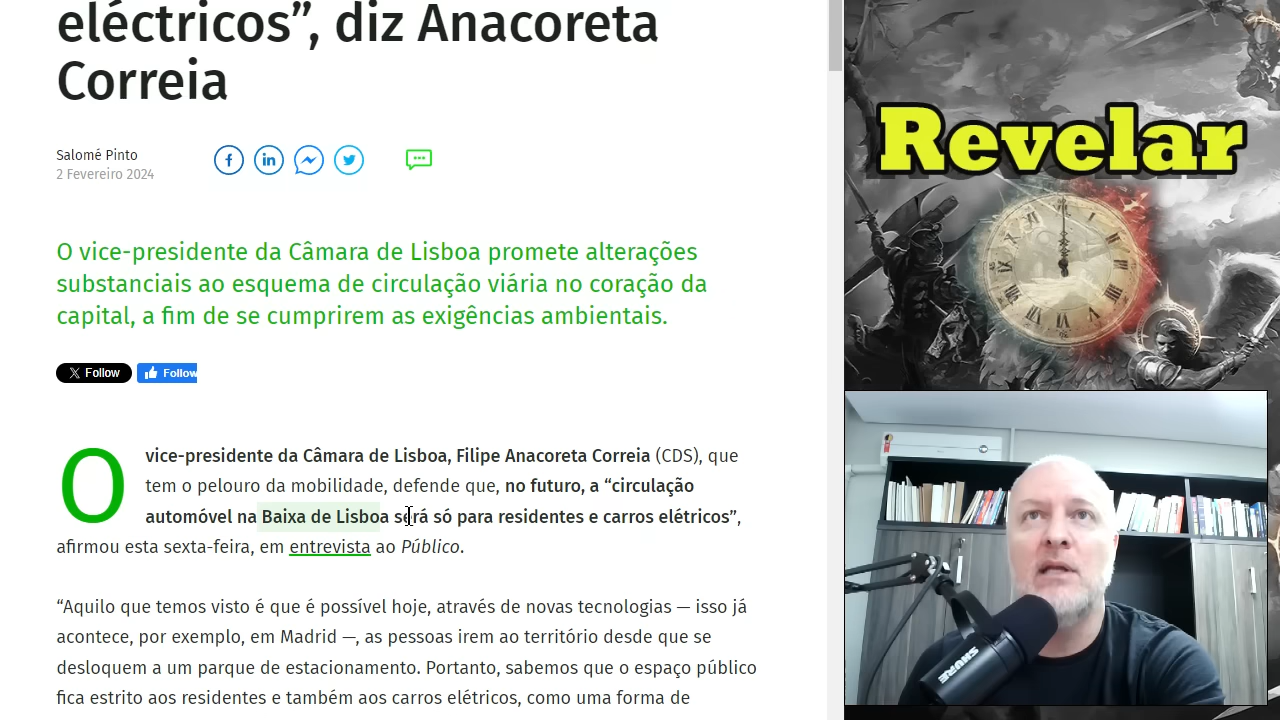 eléctricos”, diz Anacoreta
Correia
Salomé Pinto
2 Fevereiro 2024
O vice-presidente da Câmara de Lisboa promete alterações
substanciais ao esquema de circulação viária no coração da
capital, a fim de se cumprirem as exigências ambientais.
Follow
Follow
O vice-presidente da Câmara de Lisboa, Filipe Anacoreta Correia (CDS), que
tem o pelouro da mobilidade, defende que, no futuro, a “circulação
automóvel na Baixa de Lisboa será só para residentes e carros elétricos”,
afirmou esta sexta-feira, em entrevista ao Público.
“Aquilo que temos visto é que é possível hoje, através de novas tecnologias — isso já
acontece, por exemplo, em Madrid —, as pessoas irem ao território desde que se
desloquem a um parque de estacionamento. Portanto, sabemos que o espaço público
fica estrito aos residentes e também aos carros elétricos, como uma forma de
Revelar
SHURE